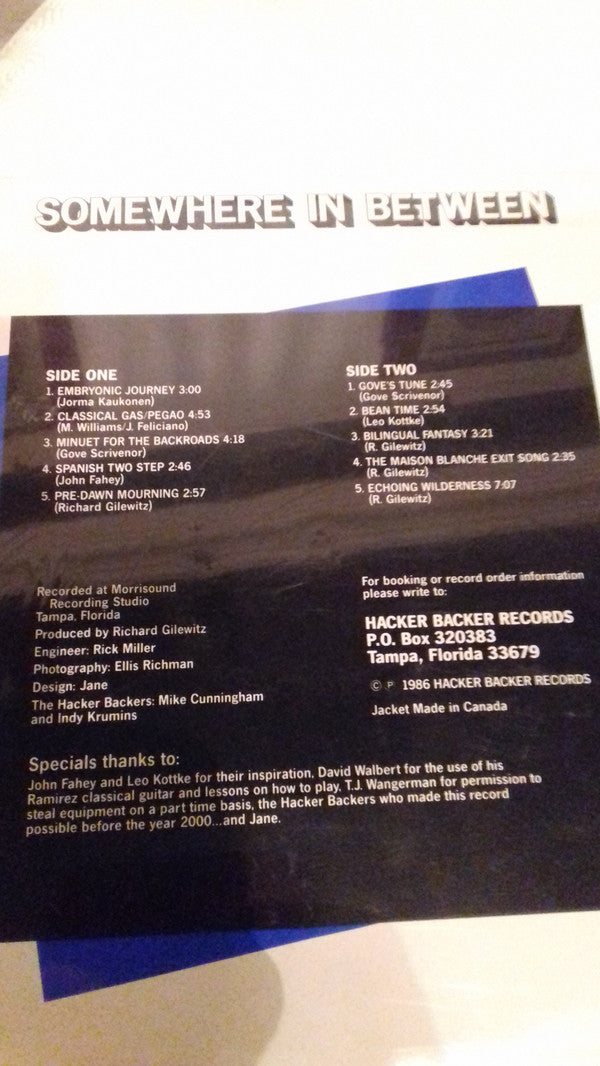 SOMEWHERE IN BETWEEN
SIDE ONE
1. EMBRYONIC JOURNEY 3:00
(Jorma Kaukonen)
2. CLASSICAL GAS/PEGAO 4:53
(M. Williams/J. Feliciano)
3. MINUET FOR THE BACKROADS 4:18
(Gove Scrivenor)
4. SPANISH TWO STEP 2:46
(John Fahey)
5. PRE-DAWN MOURNING 2:57
(Richard Gilewitz)
SIDE TWO
1. GOVE'S TUNE 2:45
(Gove Scrivenor)
2. BEAN TIME 2:54
(Leo Kottke)
3. BILINGUAL FANTASY 3:21
(R. Gilewitz)
4. THE MAISON BLANCHE EXIT SONG 2:35
(R. Gilewitz)
5. ECHOING WILDERNESS 7:07
(R. Gilewitz)
Recorded at Morrisound
Recording Studio
Tampa, Florida
Produced by Richard Gilewitz
Engineer: Rick Miller
Photography: Ellis Richman
Design: Jane
The Hacker Backers: Mike Cunningham
and Indy Krumins
For booking or record order information
please write to:
HACKER BACKER RECORDS
P.O. Box 320383
Tampa, Florida 33679
© ℗ 1986 HACKER BACKER RECORDS
Jacket Made in Canada
Specials thanks to:
John Fahey and Leo Kottke for their inspiration, David Walbert for the use of his
Ramirez classical guitar and lessons on how to play, T.J. Wangerman for permission to
steal equipment on a part time basis, the Hacker Backers who made this record
possible before the year 2000...and Jane.